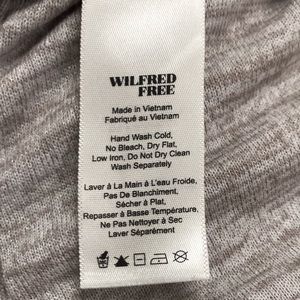 WILFRED
FREE
Made in Vietnam
Fabriqué au Vietnam
Hand Wash Cold,
No Bleach, Dry Flat,
Low Iron, Do Not Dry Clean
Wash Separately
Laver à La Main à L'eau Froide,
Pas De Blanchiment,
Sécher à Plat,
Repasser à Basse Température,
Ne Pas Nettoyer à Sec
Laver Séparément